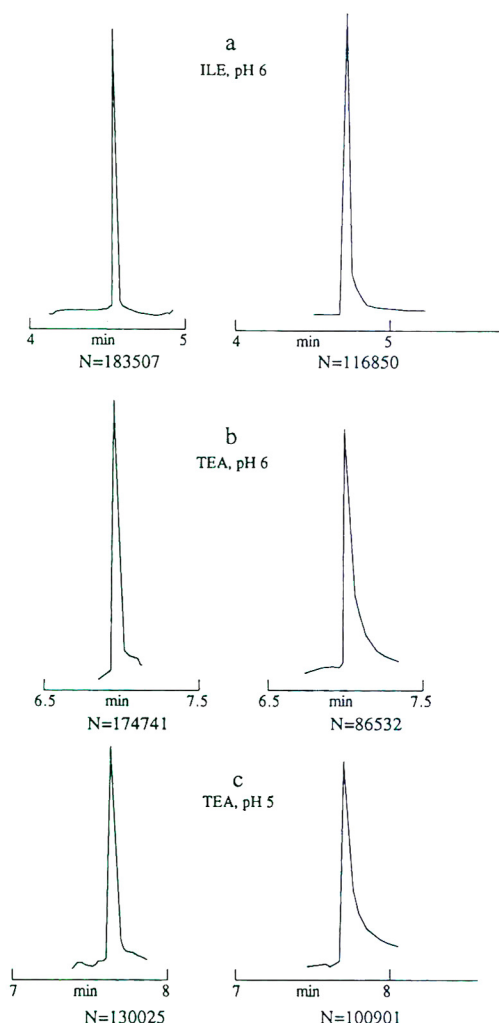 a
ILE, pH 6
4 min 5 4 min 5
N=183507 N=116850
b
TEA, pH 6
6.5 min 7.5 6.5 min 7.5
N=174741 N=86532
c
TEA, pH 5
7 min 8 7 min 8
N=130025 N=100901